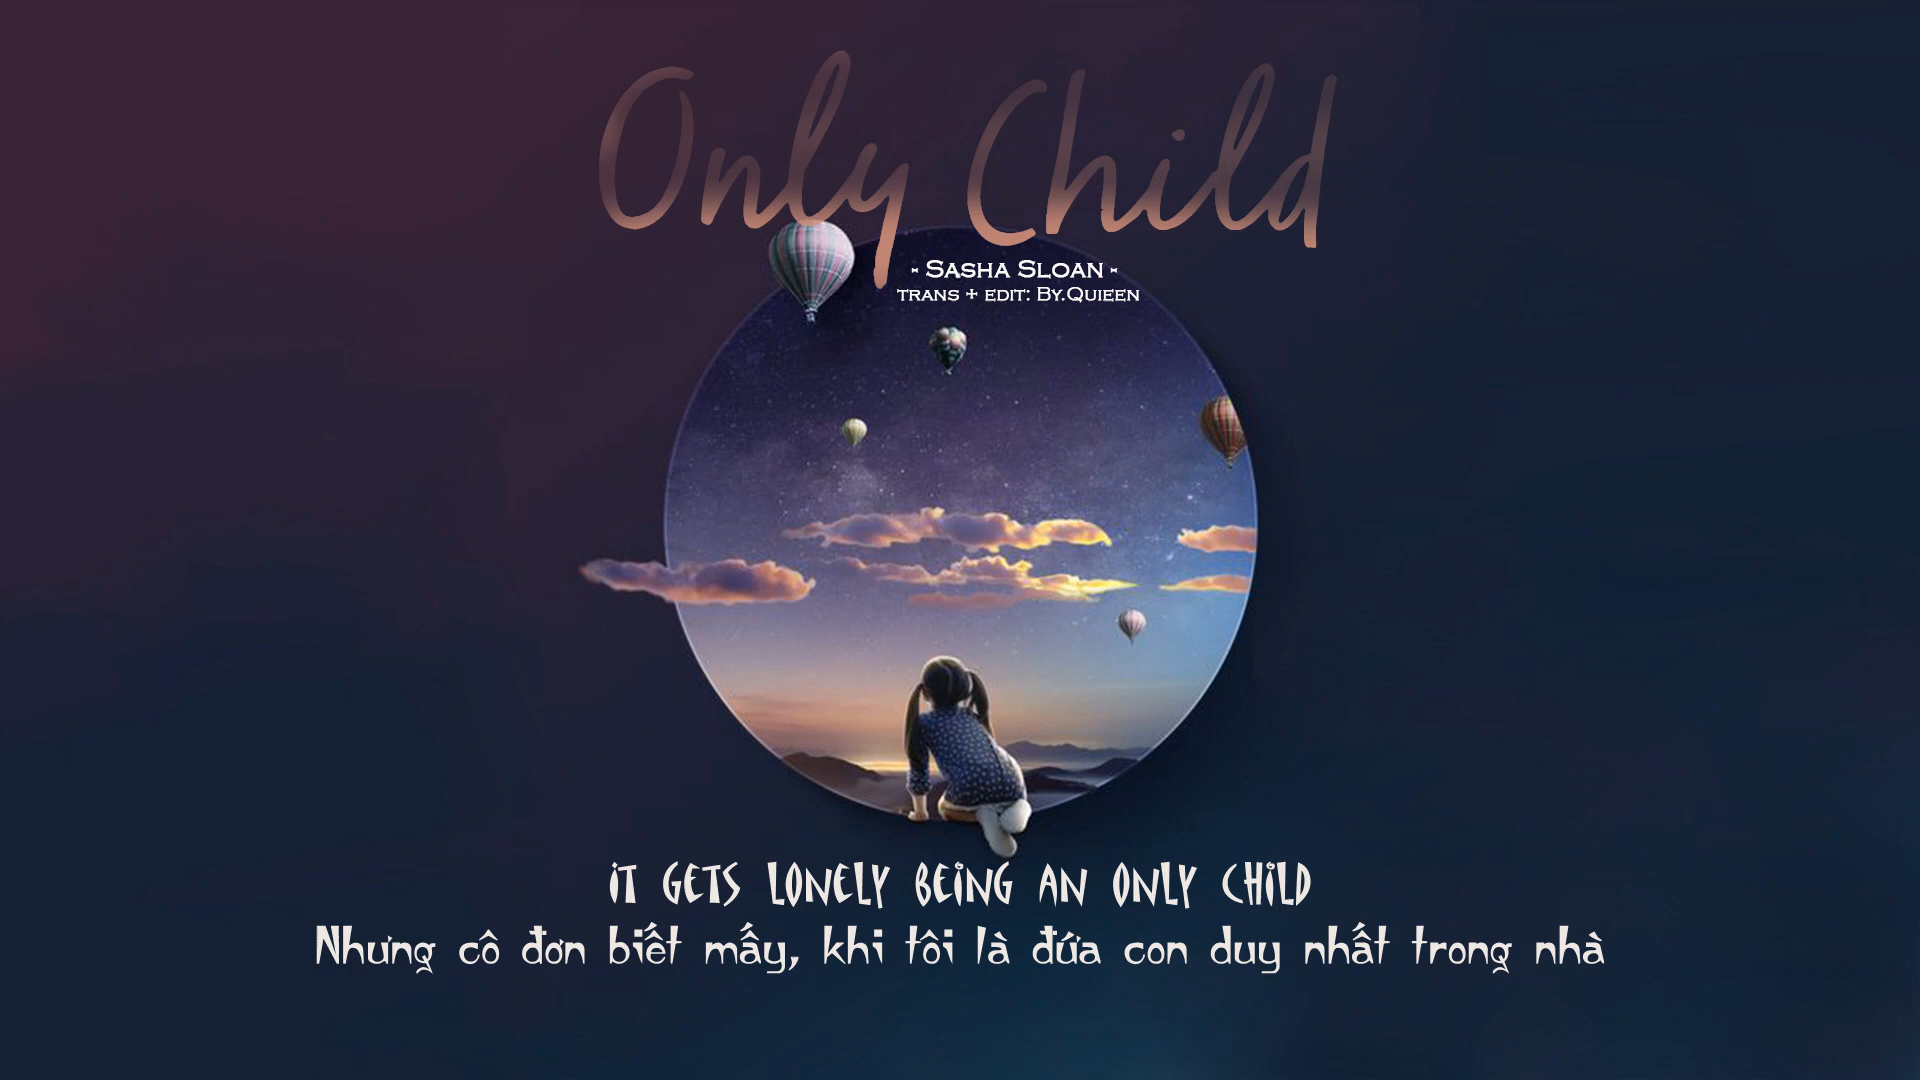 Only Child
- Sasha Sloan -
trans + edit: By.Quieen
it gets lonely being an only child
Nhưng cô đơn biết mấy, khi tôi là đứa con duy nhất trong nhà